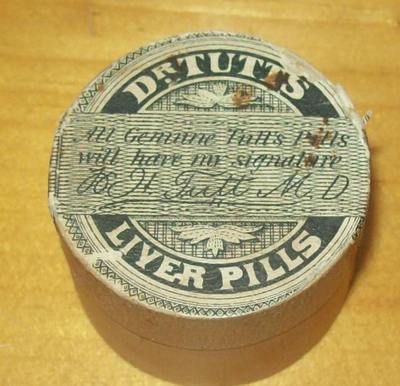 DR. TUTT'S
All Genuine Tutt's Pills
will have my signature
W H Tutt M.D
LIVER PILLS